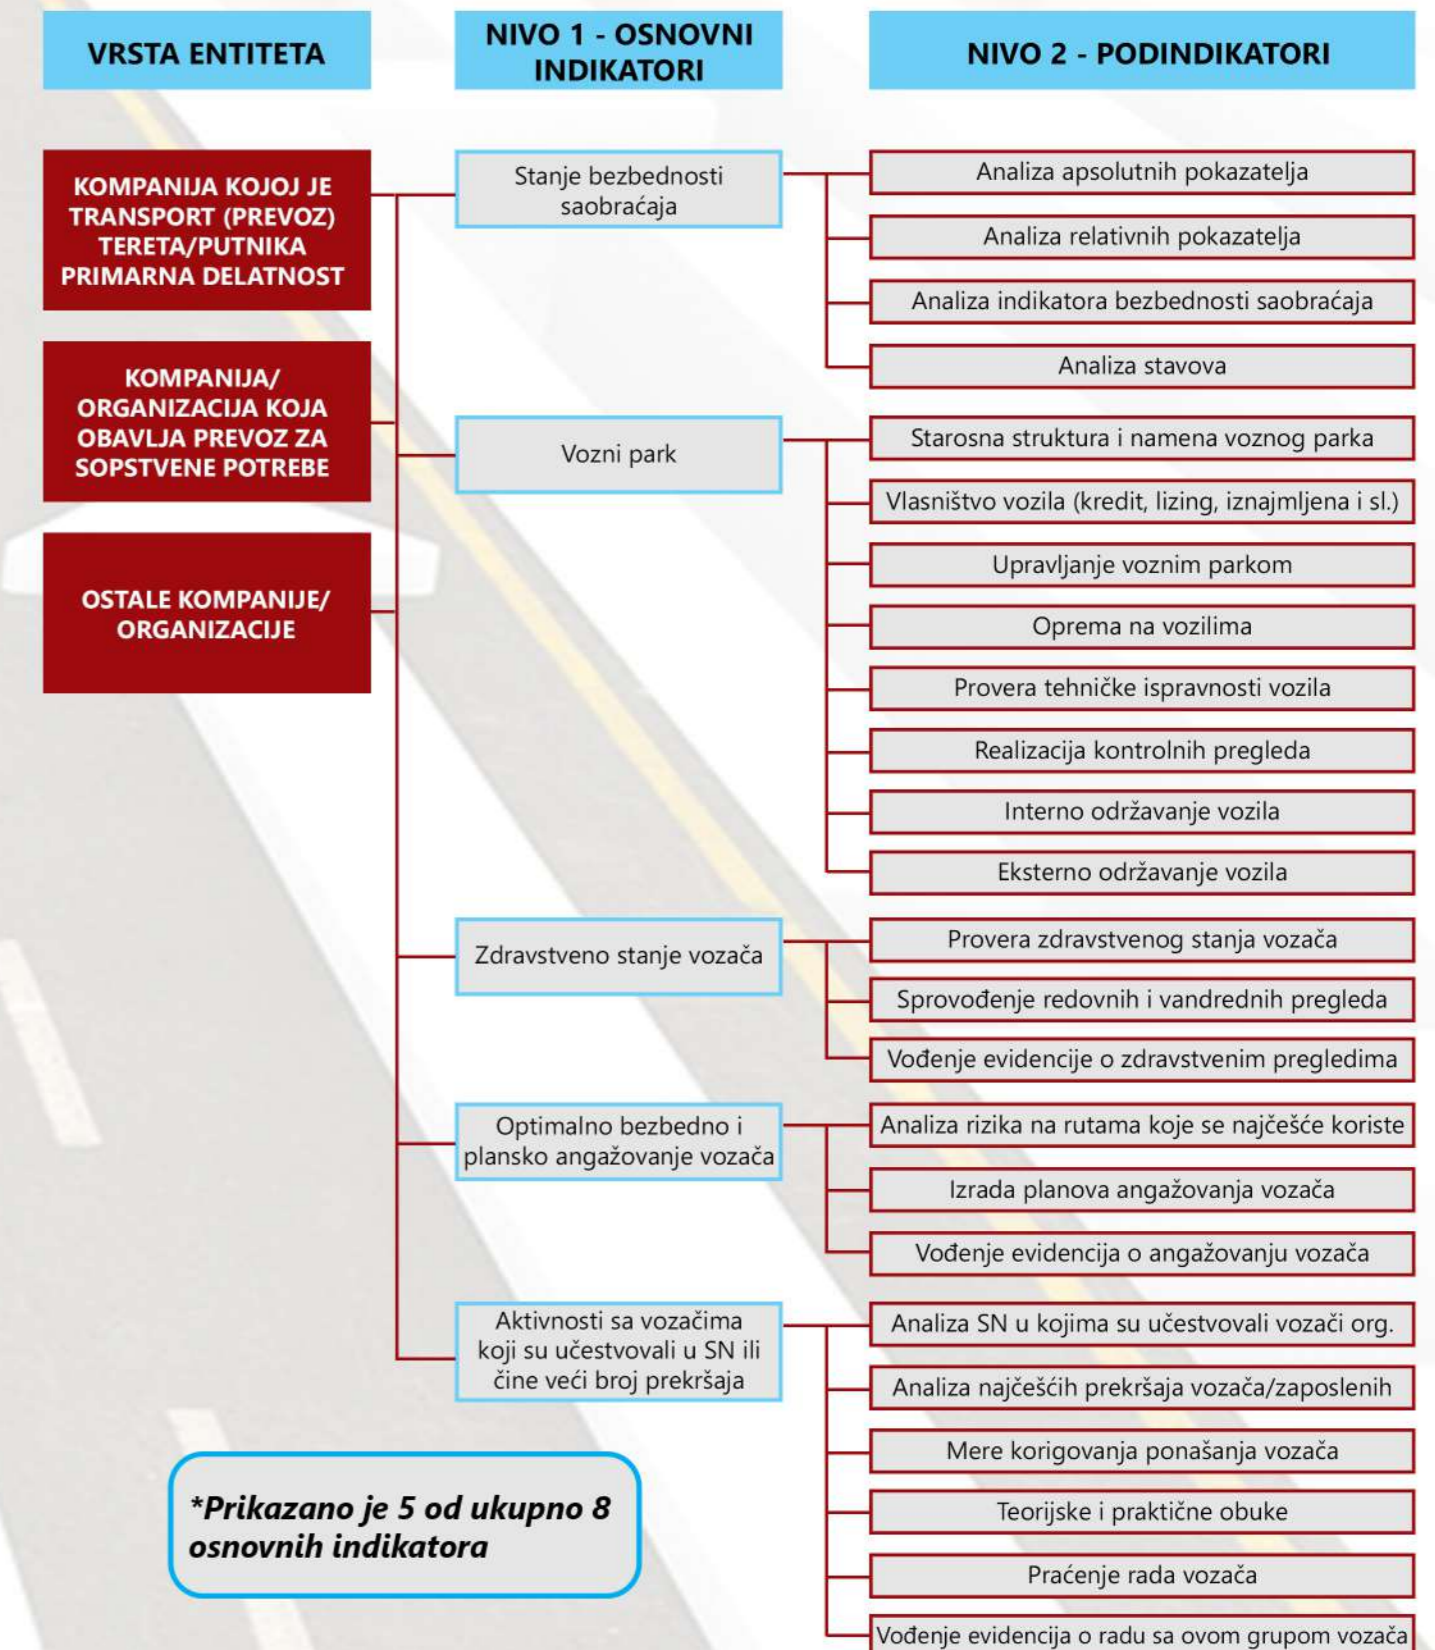 VRSTA ENTITETA
NIVO 1 - OSNOVNI
INDIKATORI
NIVO 2 - PODINDIKATORI
KOMPANIJA KOJOJ JE
TRANSPORT (PREVOZ)
TERETA/PUTNIKA
PRIMARNA DELATNOST
KOMPANIJA/
ORGANIZACIJA KOJA
OBAVLJA PREVOZ ZA
SOPSTVENE POTREBE
OSTALE KOMPANIJE/
ORGANIZACIJE
Stanje bezbednosti
saobraćaja
Analiza apsolutnih pokazatelja
Analiza relativnih pokazatelja
Analiza indikatora bezbednosti saobraćaja
Analiza stavova
Vozni park
Starosna struktura i namena voznog parka
Vlasništvo vozila (kredit, lizing, iznajmljena i sl.)
Upravljanje voznim parkom
Oprema na vozilima
Provera tehničke ispravnosti vozila
Realizacija kontrolnih pregleda
Interno održavanje vozila
Eksterno održavanje vozila
Zdravstveno stanje vozača
Provera zdravstvenog stanja vozača
Sprovođenje redovnih i vandrednih pregleda
Vođenje evidencije o zdravstvenim pregledima
Optimalno bezbedno i
plansko angažovanje vozača
Analiza rizika na rutama koje se najčešće koriste
Izrada planova angažovanja vozača
Vođenje evidencija o angažovanju vozača
Aktivnosti sa vozačima
koji su učestvovali u SN ili
čine veći broj prekršaja
Analiza SN u kojima su učestvovali vozači org.
Analiza najčešćih prekršaja vozača/zaposlenih
Mere korigovanja ponašanja vozača
Teorijske i praktične obuke
Praćenje rada vozača
Vođenje evidencija o radu sa ovom grupom vozača
*Prikazano je 5 od ukupno 8
osnovnih indikatora